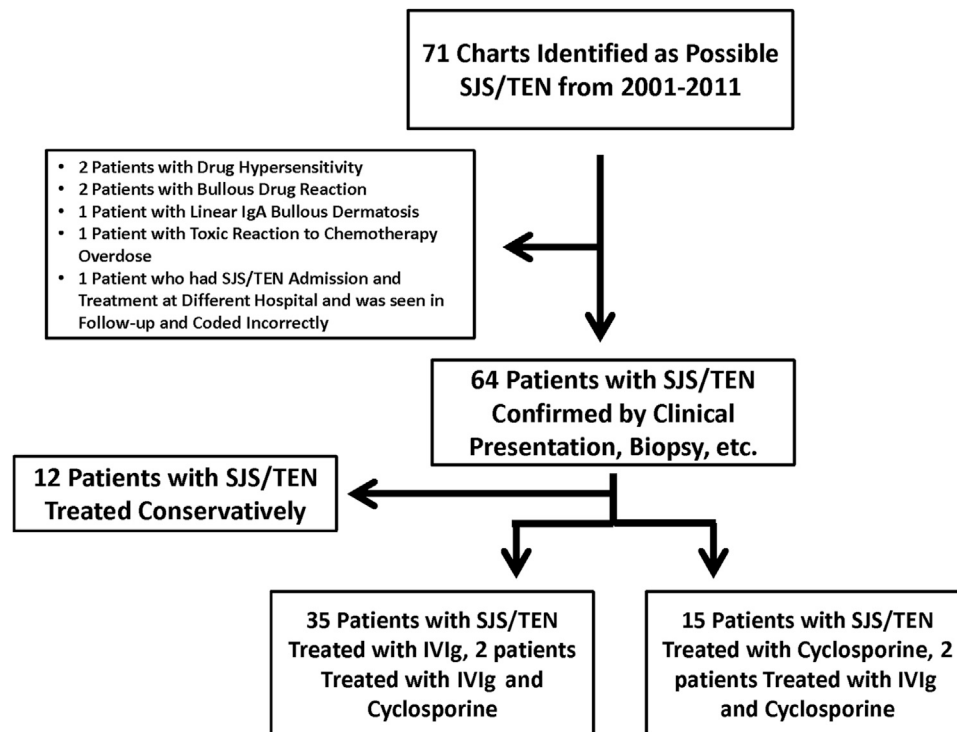 71 Charts Identified as Possible
SJS/TEN from 2001-2011
• 2 Patients with Drug Hypersensitivity
• 2 Patients with Bullous Drug Reaction
• 1 Patient with Linear IgA Bullous Dermatosis
• 1 Patient with Toxic Reaction to Chemotherapy
Overdose
• 1 Patient who had SJS/TEN Admission and
Treatment at Different Hospital and was seen in
Follow-up and Coded Incorrectly
64 Patients with SJS/TEN
Confirmed by Clinical
Presentation, Biopsy, etc.
12 Patients with SJS/TEN
Treated Conservatively
35 Patients with SJS/TEN
Treated with IVIg, 2 patients
Treated with IVIg and
Cyclosporine
15 Patients with SJS/TEN
Treated with Cyclosporine, 2
patients Treated with IVIg
and Cyclosporine